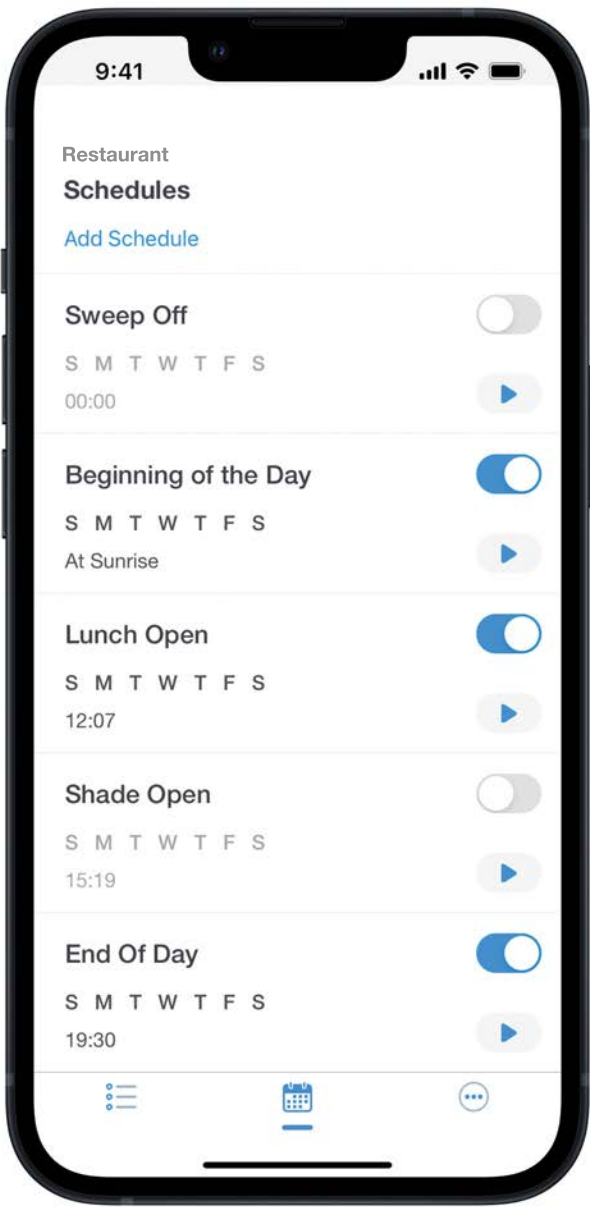 9:41
Restaurant
Schedules
Add Schedule
Sweep Off
S M T W T F S
00:00
Beginning of the Day
S M T W T F S
At Sunrise
Lunch Open
S M T W T F S
12:07
Shade Open
S M T W T F S
15:19
End Of Day
S M T W T F S
19:30